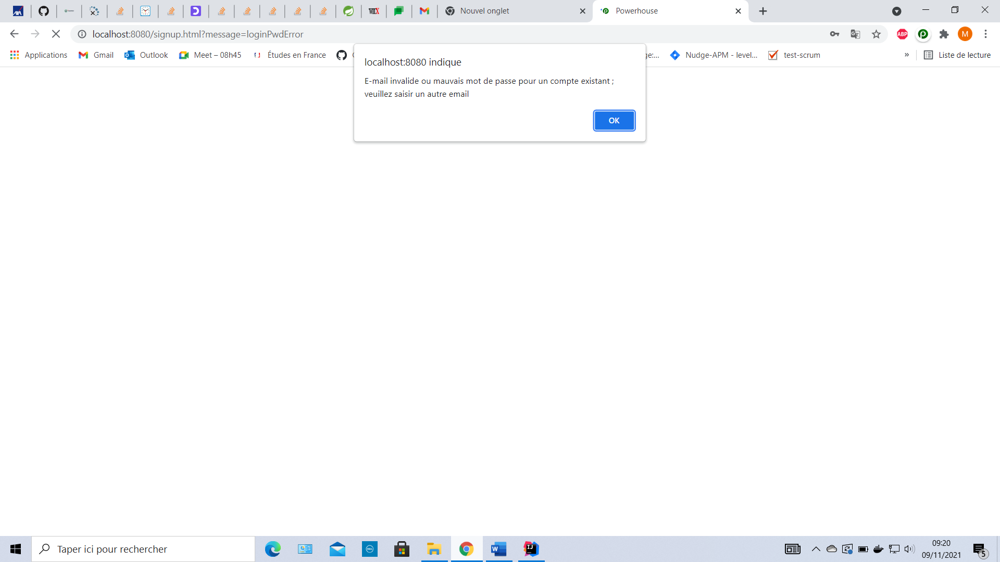 Nouvel onglet
Powerhouse
localhost:8080/signup.html?message=loginPwdError
ABP
M
Applications
Gmail
Outlook
Meet – 08h45
Études en France
ge:...
Nudge-APM - level...
test-scrum
»
Liste de lecture
localhost:8080 indique
E-mail invalide ou mauvais mot de passe pour un compte existant ;
veuillez saisir un autre email
OK
Taper ici pour rechercher
09:20
09/11/2021
5